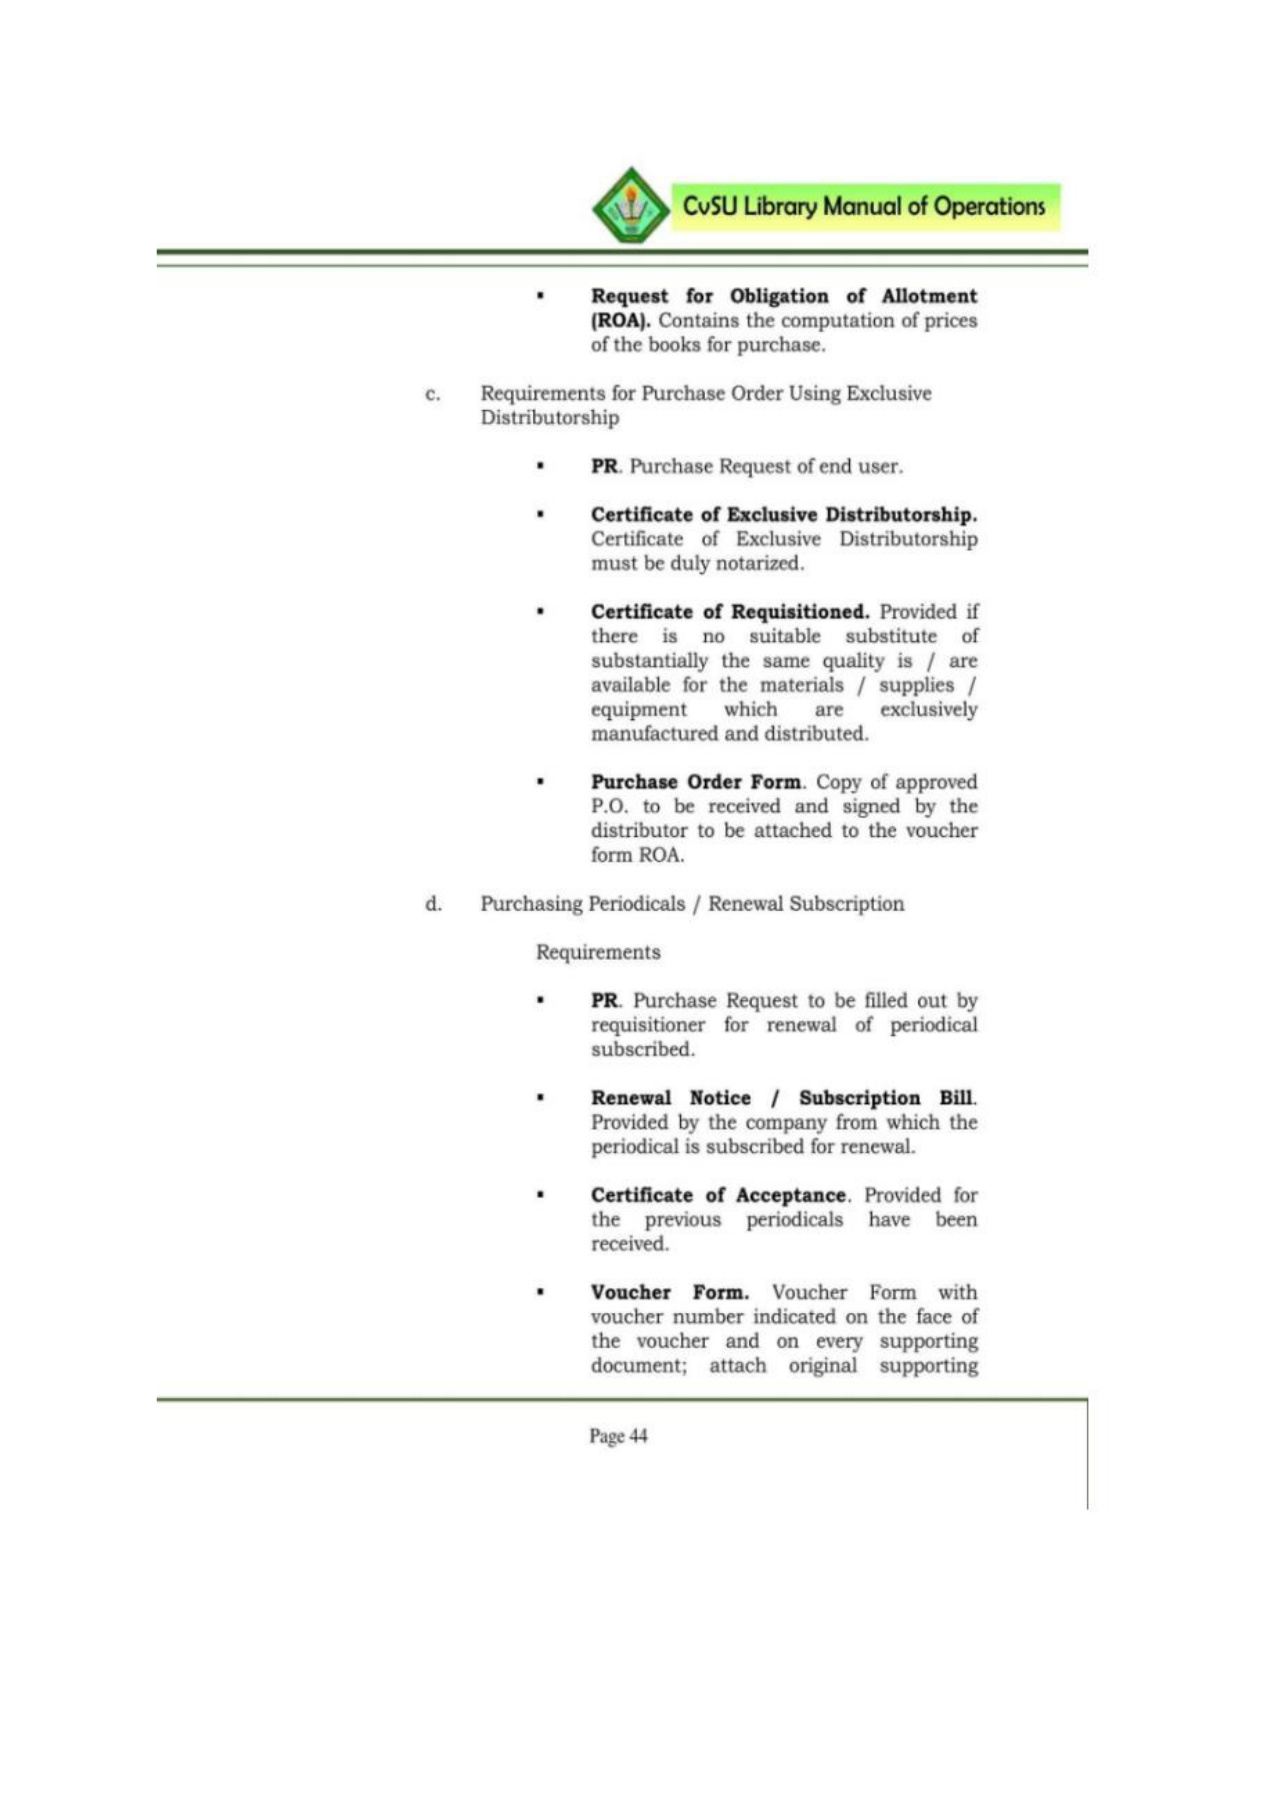 CvSU Library Manual of Operations
▪ Request for Obligation of Allotment
(ROA). Contains the computation of prices
of the books for purchase.
c. Requirements for Purchase Order Using Exclusive
Distributorship
▪ PR. Purchase Request of end user.
▪ Certificate of Exclusive Distributorship.
Certificate of Exclusive Distributorship
must be duly notarized.
▪ Certificate of Requisitioned. Provided if
there is no suitable substitute of
substantially the same quality is / are
available for the materials / supplies /
equipment which are exclusively
manufactured and distributed.
▪ Purchase Order Form. Copy of approved
P.O. to be received and signed by the
distributor to be attached to the voucher
form ROA.
d. Purchasing Periodicals / Renewal Subscription
Requirements
▪ PR. Purchase Request to be filled out by
requisitioner for renewal of periodical
subscribed.
▪ Renewal Notice / Subscription Bill.
Provided by the company from which the
periodical is subscribed for renewal.
▪ Certificate of Acceptance. Provided for
the previous periodicals have been
received.
▪ Voucher Form. Voucher Form with
voucher number indicated on the face of
the voucher and on every supporting
document; attach original supporting
Page 44